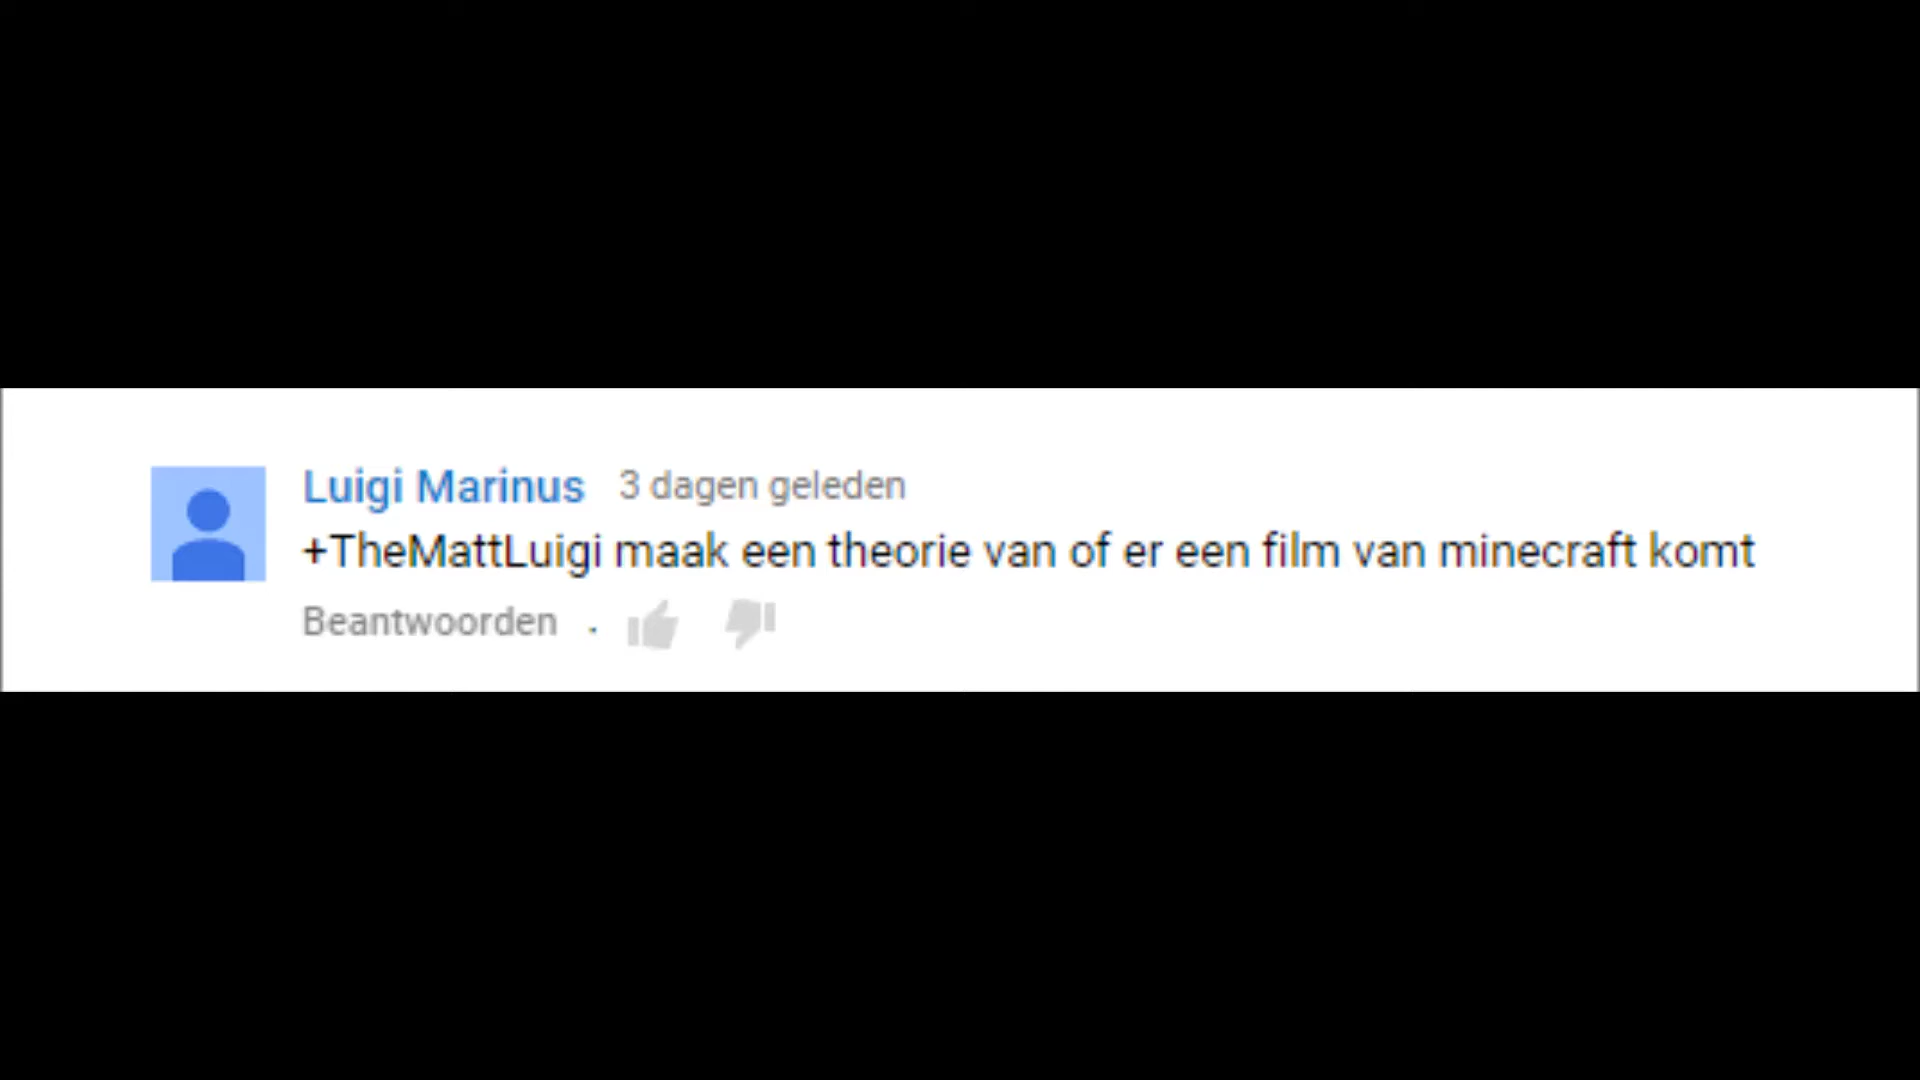 Luigi Marinus 3 dagen geleden
+TheMattLuigi maak een theorie van of er een film van minecraft komt
Beantwoorden .